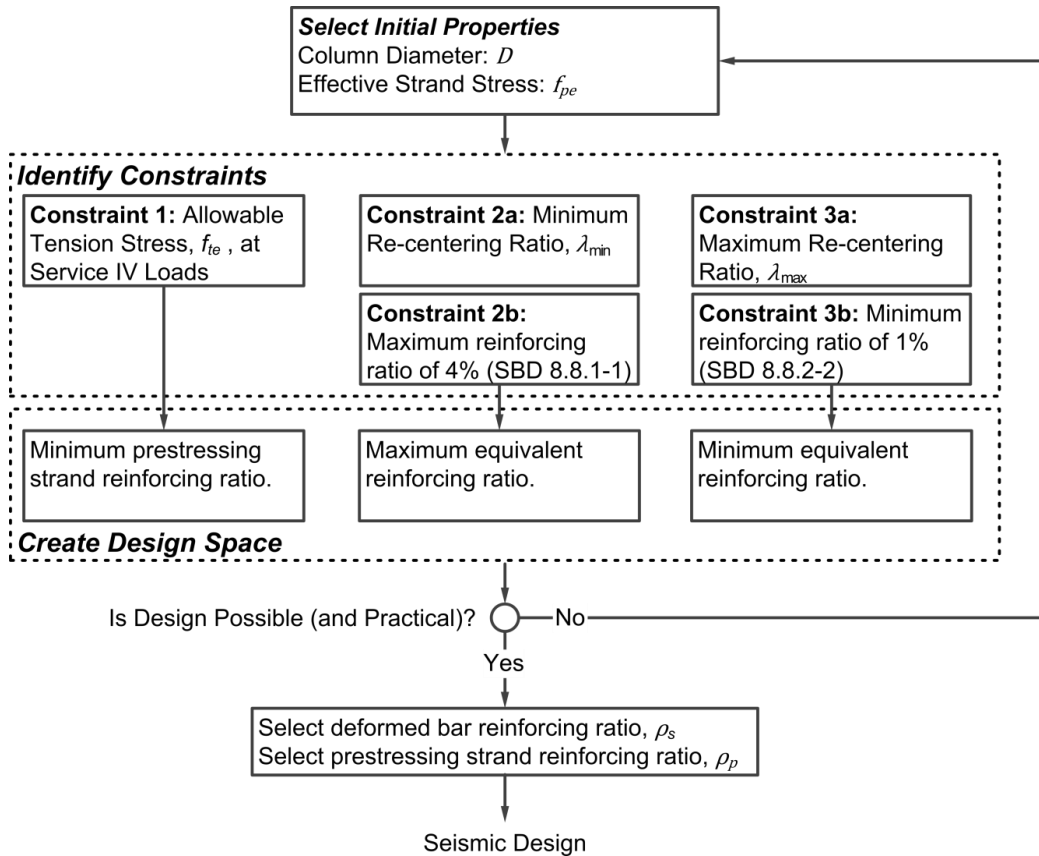 Select Initial Properties
Column Diameter: D
Effective Strand Stress: fpe
Identify Constraints
Constraint 1: Allowable
Tension Stress, fte , at
Service IV Loads
Constraint 2a: Minimum
Re-centering Ratio, λmin
Constraint 3a:
Maximum Re-centering
Ratio, λmax
Constraint 2b:
Maximum reinforcing
ratio of 4% (SBD 8.8.1-1)
Constraint 3b: Minimum
reinforcing ratio of 1%
(SBD 8.8.2-2)
Minimum prestressing
strand reinforcing ratio.
Maximum equivalent
reinforcing ratio.
Minimum equivalent
reinforcing ratio.
Create Design Space
Is Design Possible (and Practical)?
No
Yes
Select deformed bar reinforcing ratio, ρs
Select prestressing strand reinforcing ratio, ρp
Seismic Design